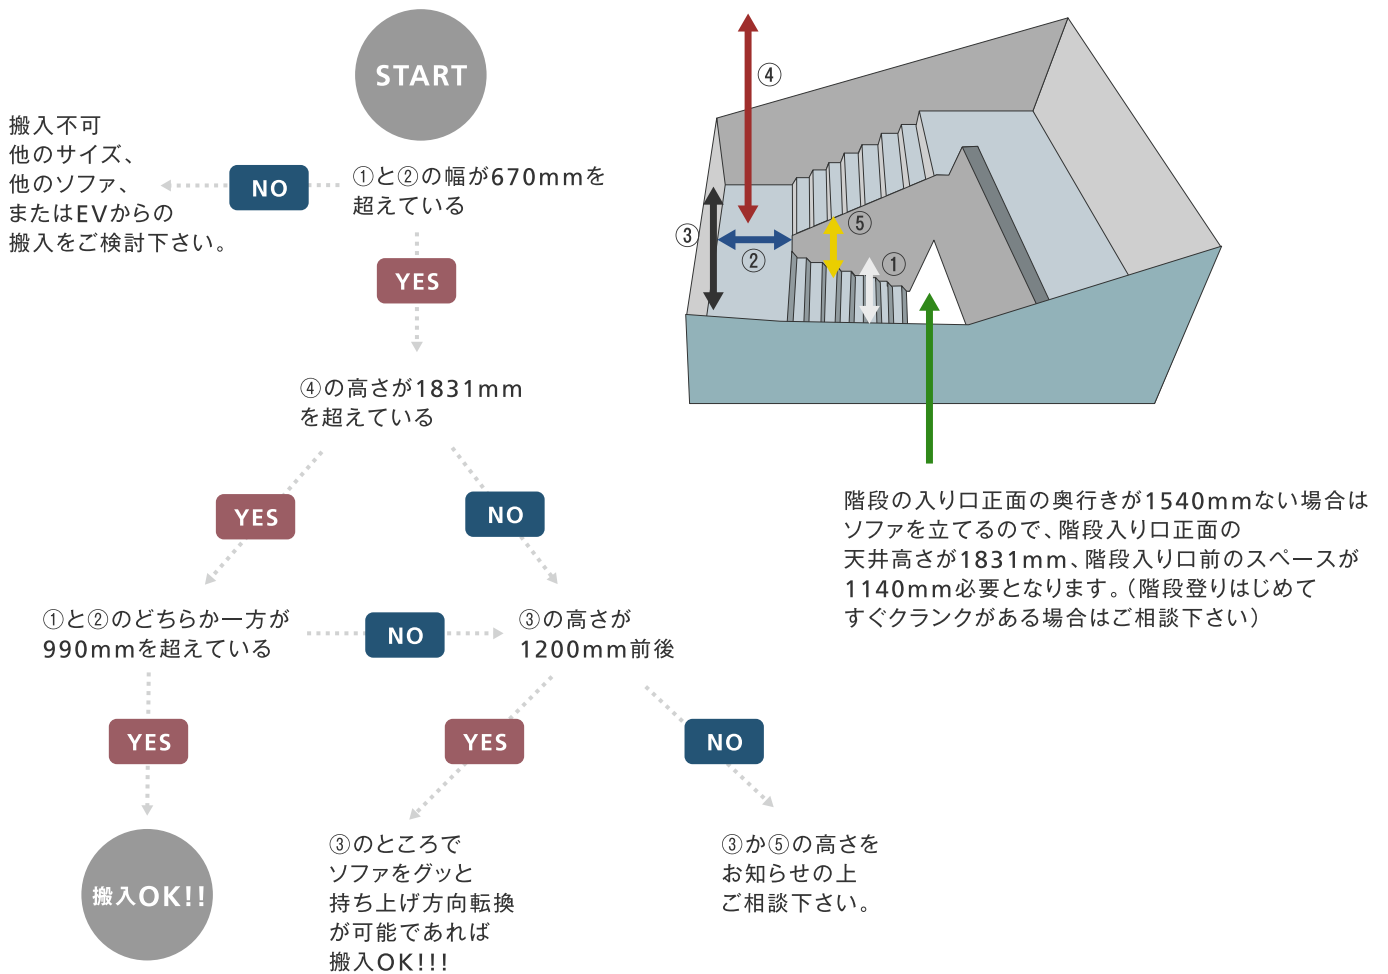 START
①と②の幅が670mmを
超えている
NO
搬入不可
他のサイズ、
他のソファ、
またはEVからの
搬入をご検討下さい。
YES
④の高さが1831mm
を超えている
YES
NO
①と②のどちらか一方が
990mmを超えている
NO
③の高さが
1200mm前後
YES
YES
NO
搬入OK!!
③のところで
ソファをグッと
持ち上げ方向転換
が可能であれば
搬入OK!!!
③か⑤の高さを
お知らせの上
ご相談下さい。
④
③
②
⑤
①
階段の入り口正面の奥行きが1540mmない場合は
ソファを立てるので、階段入り口正面の
天井高さが1831mm、階段入り口前のスペースが
1140mm必要となります。（階段登りはじめて
すぐクランクがある場合はご相談下さい）